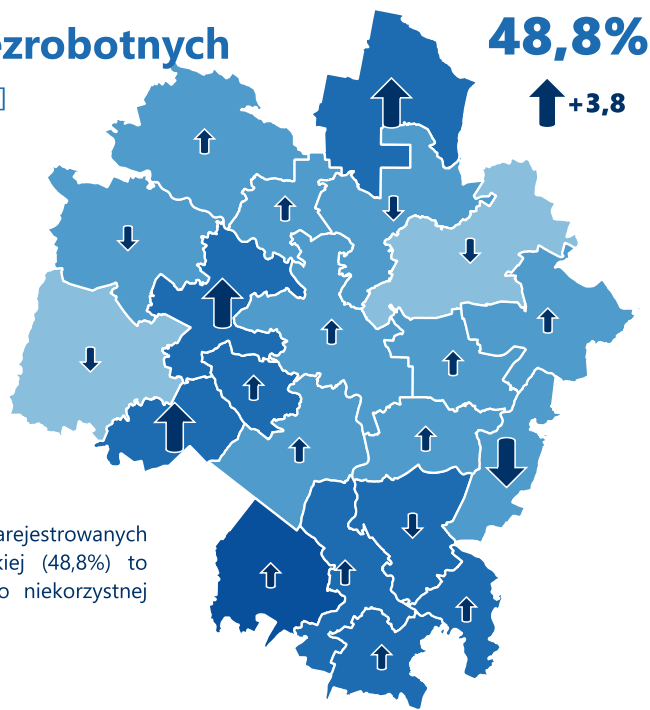 ezrobotnych
48,8%
]
+3,8
arejestrowanych
kiej (48,8%) to
o niekorzystnej